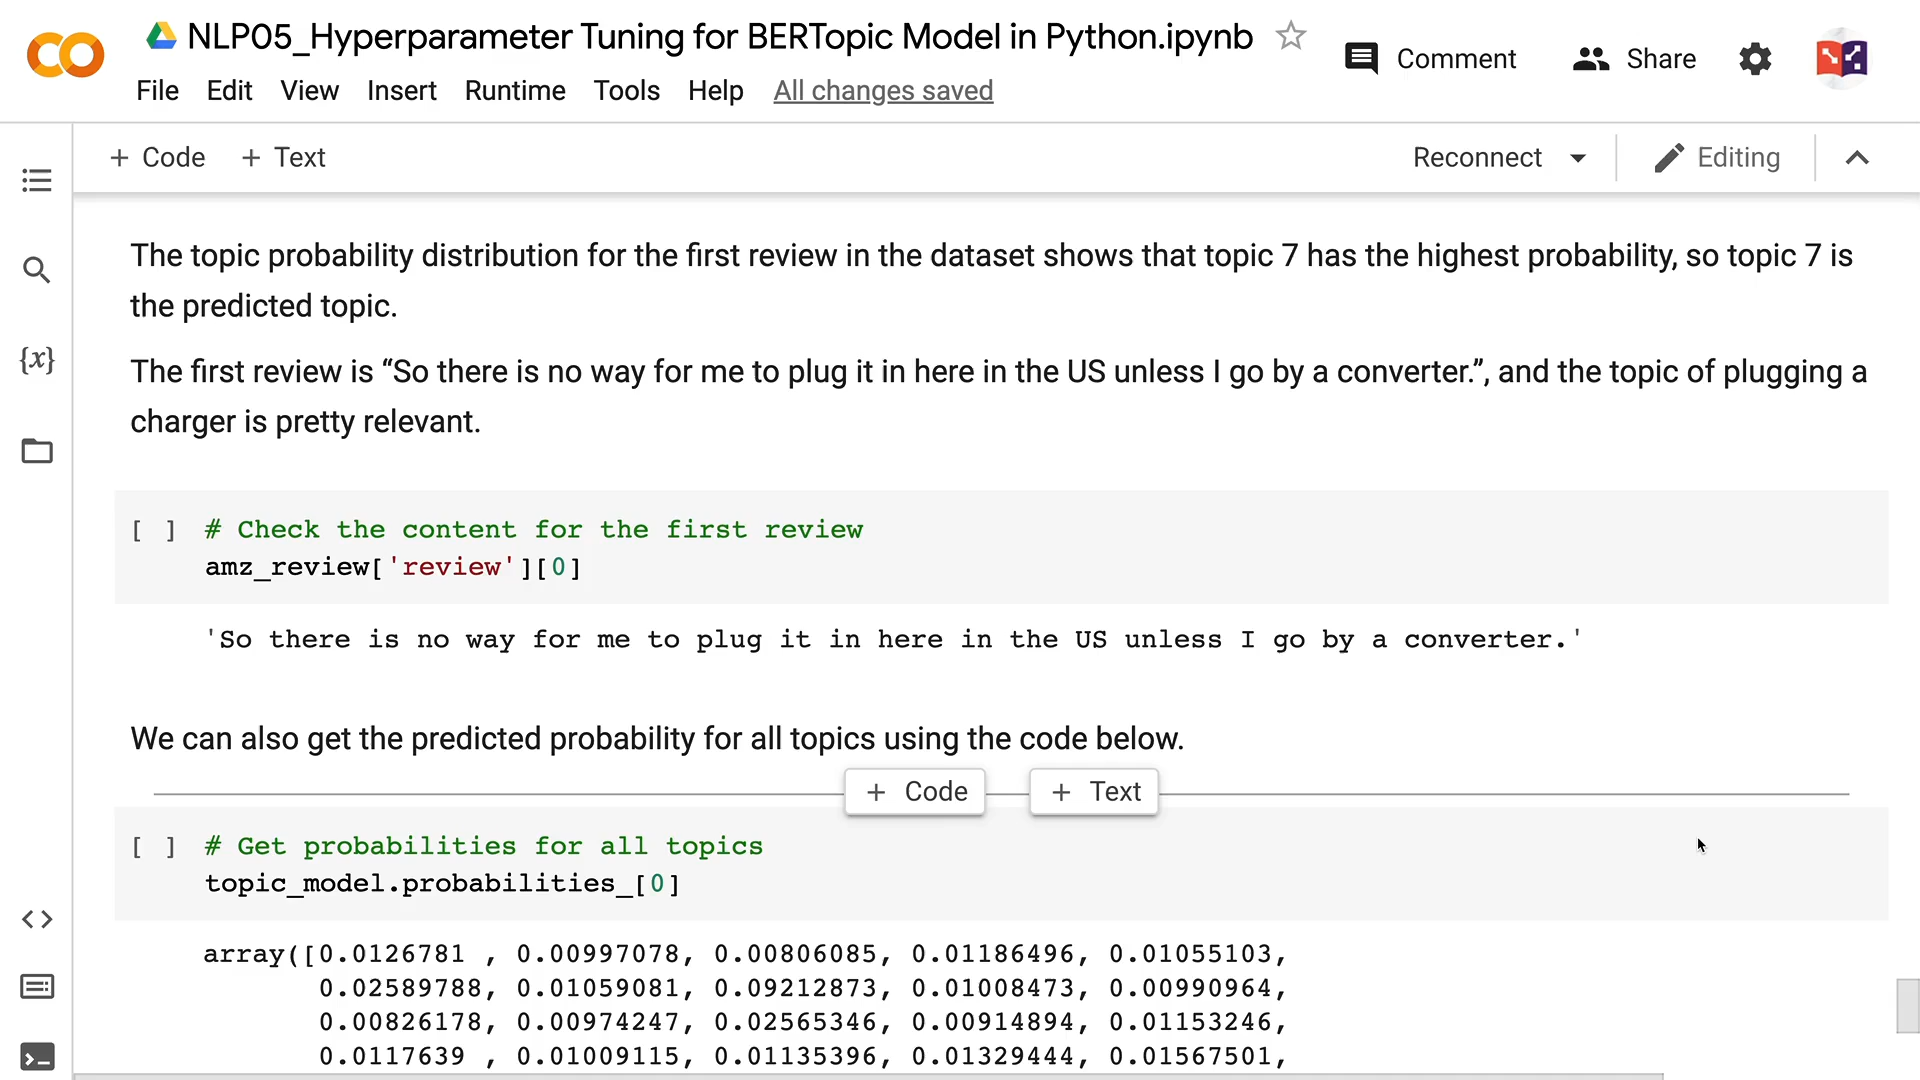 NLP05_Hyperparameter Tuning for BERTopic Model in Python.ipynb
Comment Share
File Edit View Insert Runtime Tools Help All changes saved
+ Code + Text Reconnect Editing
The topic probability distribution for the first review in the dataset shows that topic 7 has the highest probability, so topic 7 is
the predicted topic.
The first review is “So there is no way for me to plug it in here in the US unless I go by a converter.”, and the topic of plugging a
charger is pretty relevant.
[ ] # Check the content for the first review
amz_review['review'][0]
'So there is no way for me to plug it in here in the US unless I go by a converter.'
We can also get the predicted probability for all topics using the code below.
+ Code + Text
[ ] # Get probabilities for all topics
topic_model.probabilities_[0]
array([0.0126781 , 0.00997078, 0.00806085, 0.01186496, 0.01055103,
0.02589788, 0.01059081, 0.09212873, 0.01008473, 0.00990964,
0.00826178, 0.00974247, 0.02565346, 0.00914894, 0.01153246,
0.0117639 , 0.01009115, 0.01135396, 0.01329444, 0.01567501,
{x}